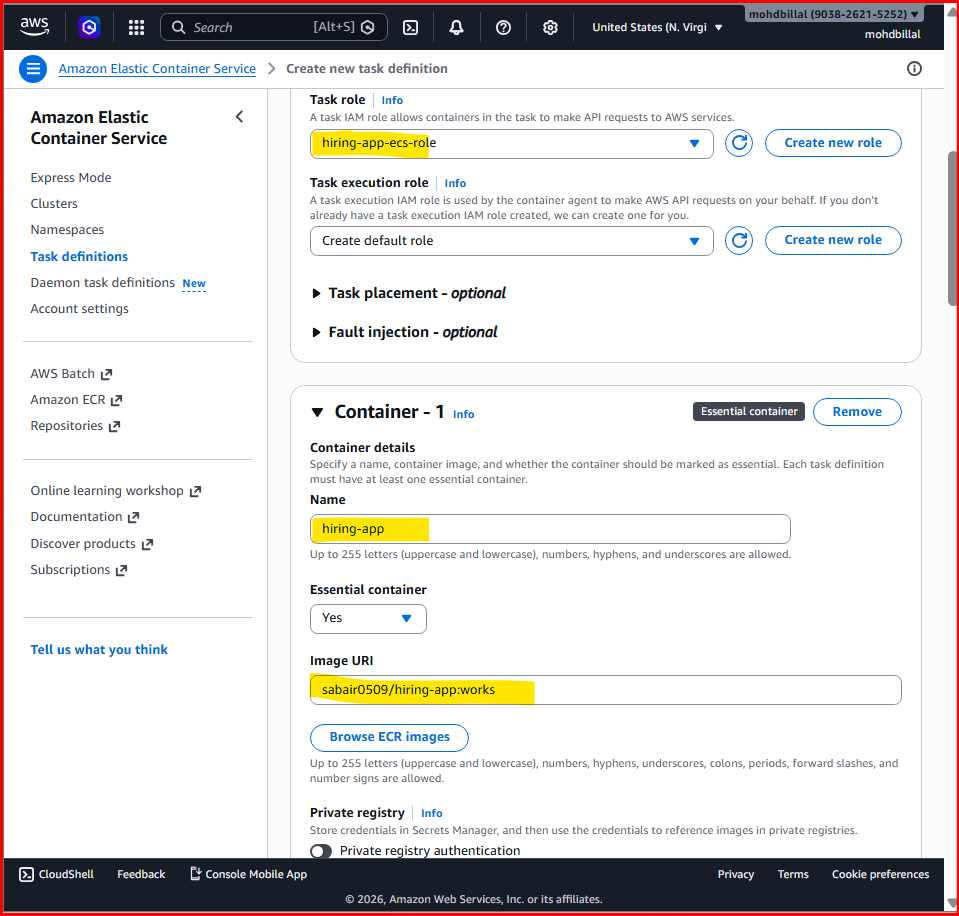 aws
Search [Alt+S]
United States (N. Virgi
mohdbillal (9038-2621-5252)
mohdbillal
Amazon Elastic Container Service
Create new task definition
Amazon Elastic
Container Service
Express Mode
Clusters
Namespaces
Task definitions
Daemon task definitions New
Account settings
AWS Batch
Amazon ECR
Repositories
Online learning workshop
Documentation
Discover products
Subscriptions
Tell us what you think
Task role Info
A task IAM role allows containers in the task to make API requests to AWS services.
hiring-app-ecs-role
Create new role
Task execution role Info
A task execution IAM role is used by the container agent to make AWS API requests on your behalf. If you don't
already have a task execution IAM role created, we can create one for you.
Create default role
Create new role
Task placement - optional
Fault injection - optional
Container - 1 Info
Essential container
Remove
Container details
Specify a name, container image, and whether the container should be marked as essential. Each task definition
must have at least one essential container.
Name
hiring-app
Up to 255 letters (uppercase and lowercase), numbers, hyphens, and underscores are allowed.
Essential container
Yes
Image URI
sabair0509/hiring-app:works
Browse ECR images
Up to 255 letters (uppercase and lowercase), numbers, hyphens, underscores, colons, periods, forward slashes, and
number signs are allowed.
Private registry Info
Store credentials in Secrets Manager, and then use the credentials to reference images in private registries.
Private registry authentication
CloudShell
Feedback
Console Mobile App
Privacy
Terms
Cookie preferences
© 2026, Amazon Web Services, Inc. or its affiliates.